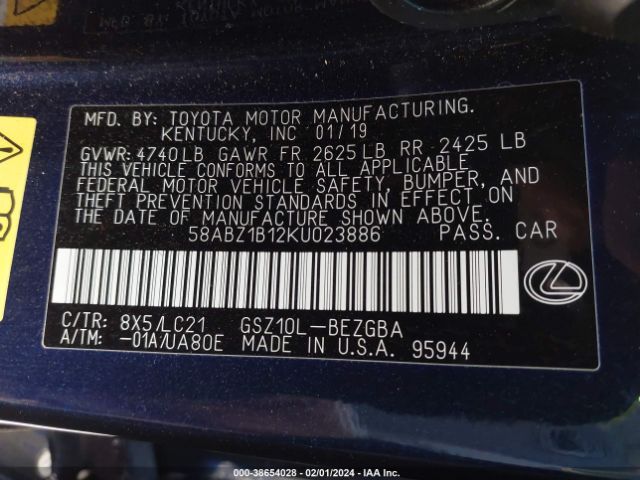 MFD. BY: TOYOTA MOTOR MANUFACTURING.
KENTUCKY, INC 01/19
GVWR: 4740LB GAWR FR 2625LB RR 2425 LB
THIS VEHICLE CONFORMS TO ALL APPLICABLE
FEDERAL MOTOR VEHICLE SAFETY, BUMPER, AND
THEFT PREVENTION STANDARDS IN EFFECT ON
THE DATE OF MANUFACTURE SHOWN ABOVE.
58ABZ1B12KU023886 PASS. CAR
C/TR: 8X5/LC21 GSZ10L-BEZGBA
A/TM: -01A/UA80E MADE IN U.S.A. 95944
000-38654028 - 02/01/2024 - IAA Inc.